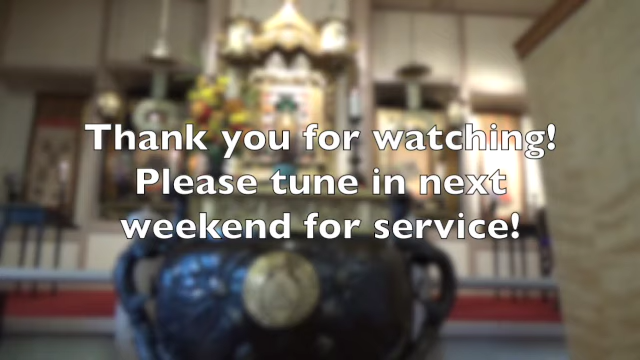 Thank you for watching!
Please tune in next
weekend for service!